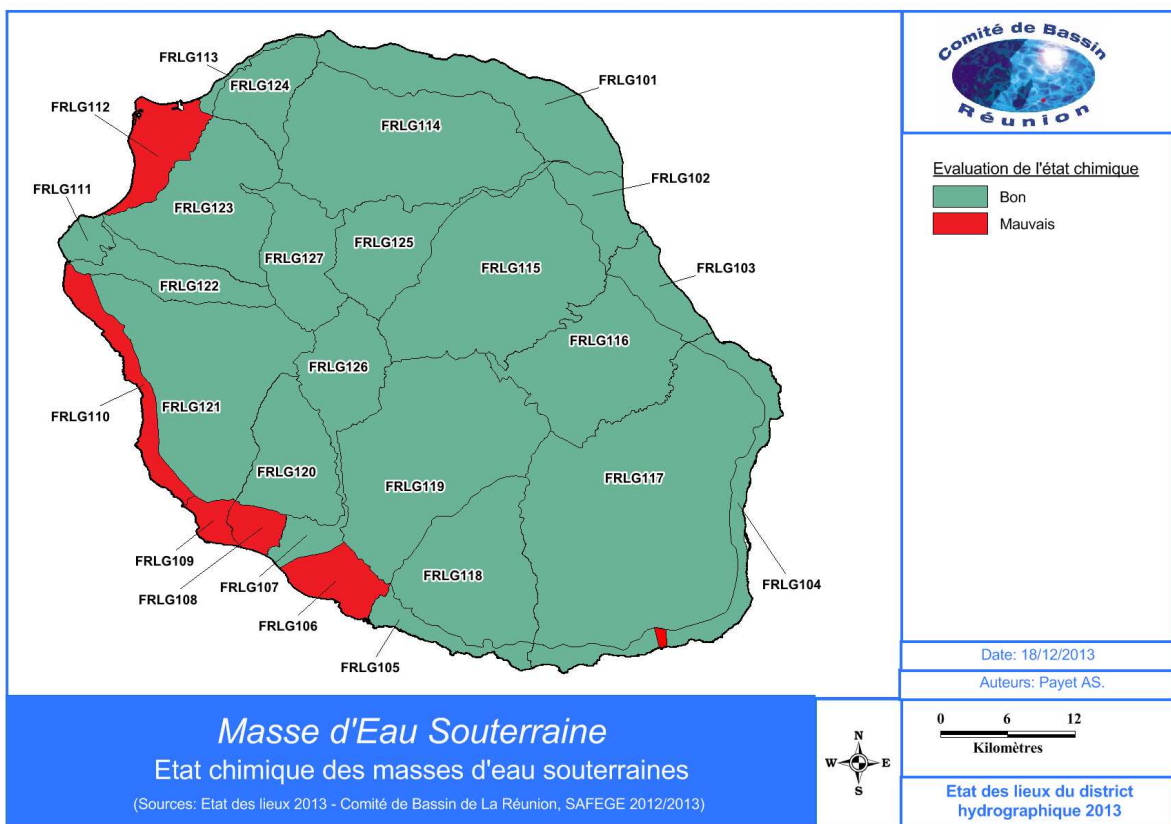 FRLG113
FRLG124
FRLG101
FRLG112
FRLG114
FRLG102
FRLG111
FRLG123
FRLG125
FRLG127
FRLG115
FRLG103
FRLG122
FRLG116
FRLG126
FRLG110
FRLG121
FRLG120
FRLG119
FRLG117
FRLG109
FRLG118
FRLG104
FRLG107
FRLG108
FRLG106
FRLG105
Comité de Bassin
Réunion
Evaluation de l'état chimique
Bon
Mauvais
Date: 18/12/2013
Auteurs: Payet AS.
Masse d'Eau Souterraine
Etat chimique des masses d'eau souterraines
(Sources: Etat des lieux 2013 - Comité de Bassin de La Réunion, SAFEGE 2012/2013)
N
W E
S
0 6 12
Kilomètres
Etat des lieux du district
hydrographique 2013